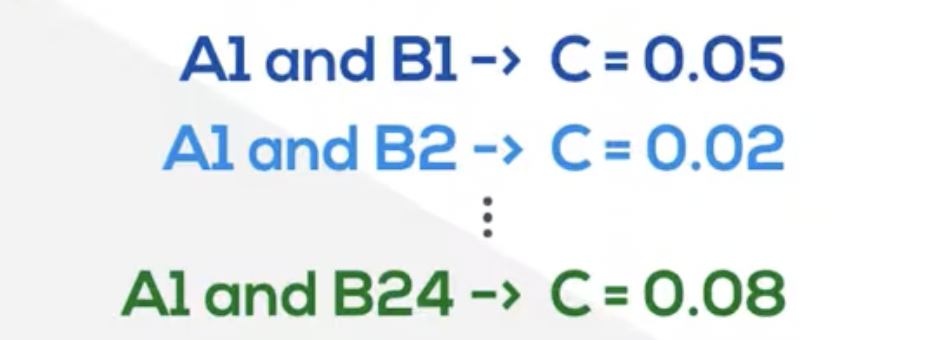 A1 and B1 -> C = 0.05
A1 and B2 -> C = 0.02
⋮
A1 and B24 -> C = 0.08